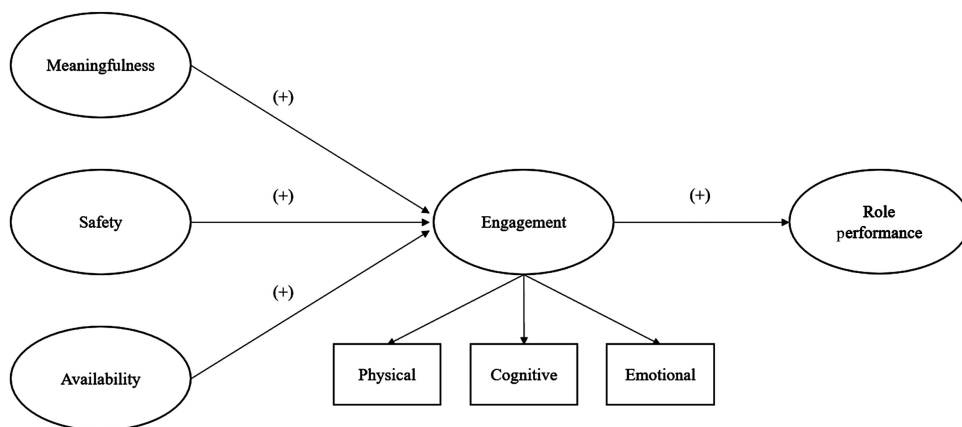 Meaningfulness
(+)
Safety
(+)
Engagement
(+)
Role
performance
(+)
Availability
Physical
Cognitive
Emotional